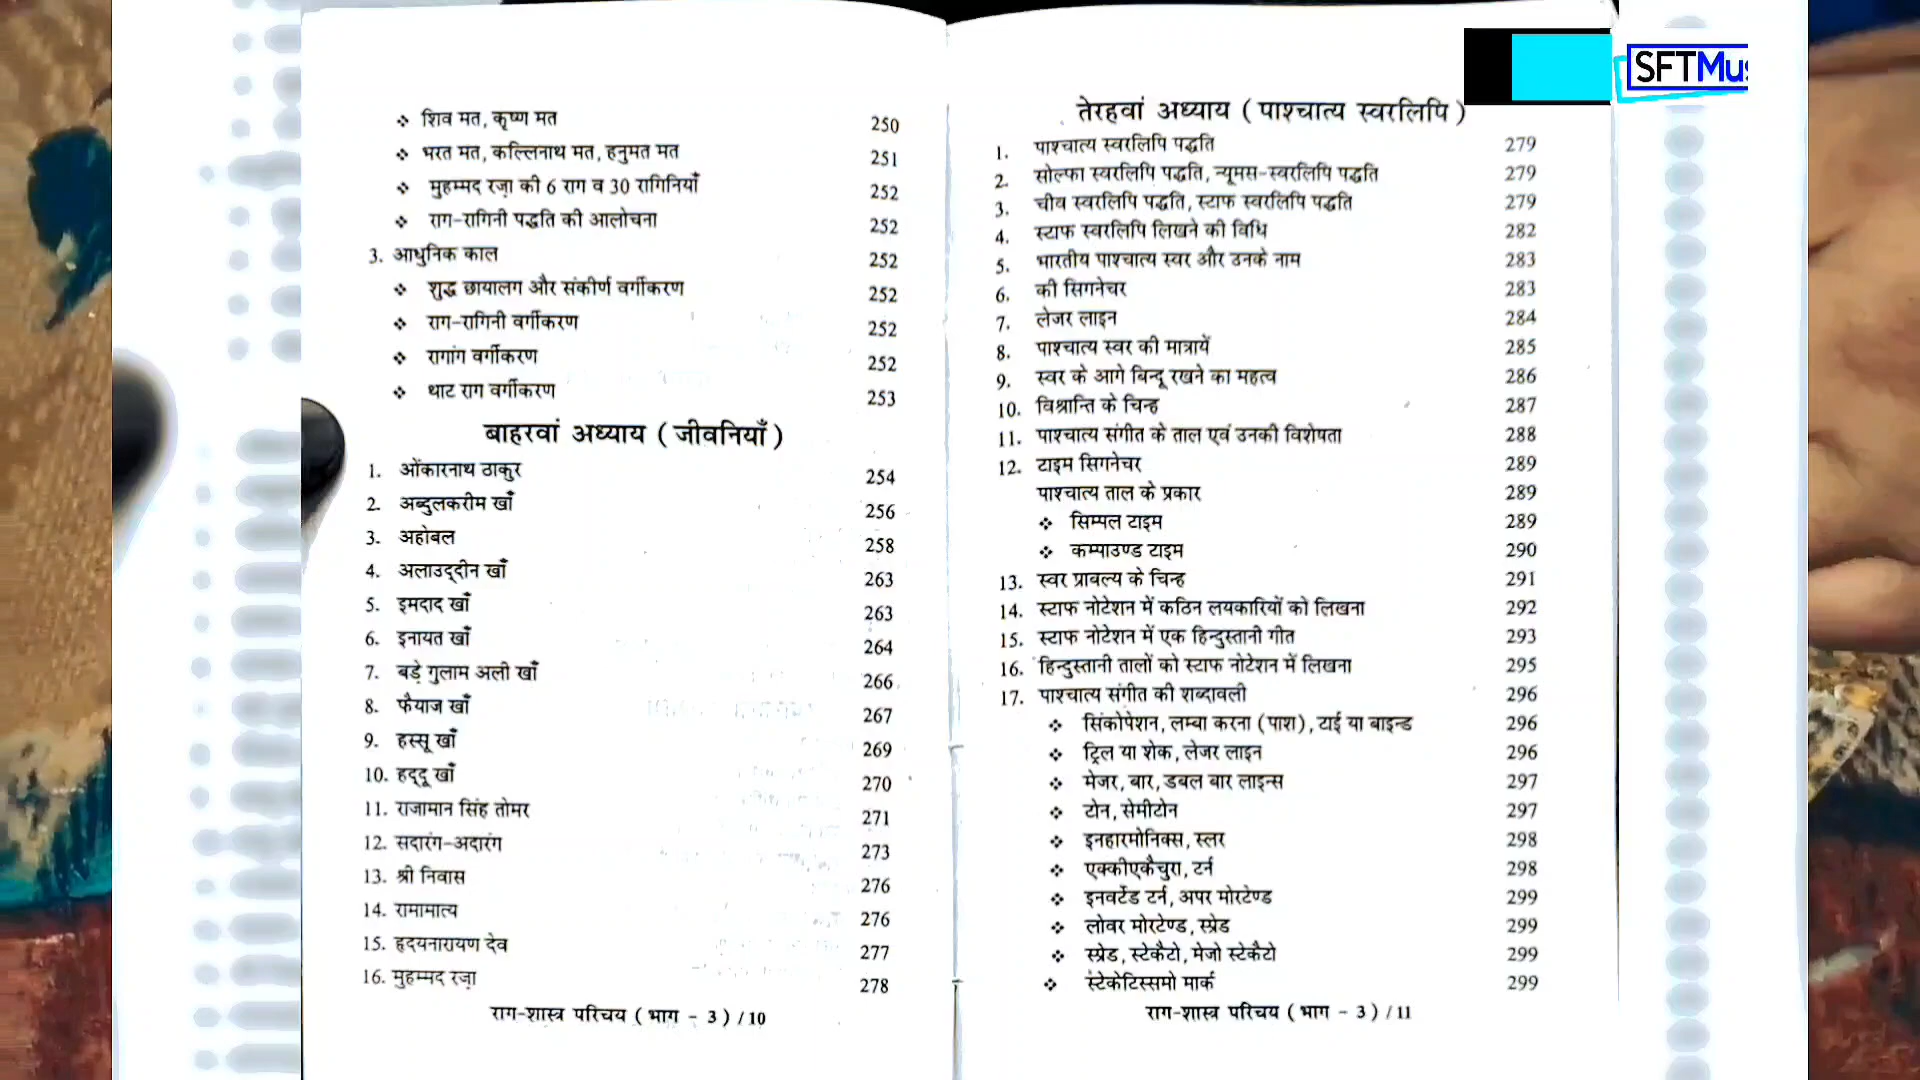 ❖ शिव मत, कृष्ण मत 250
❖ भरत मत, कल्लिनाथ मत, हनुमत मत 251
❖ मुहम्मद रज़ा की 6 राग व 30 रागिनियाँ 252
❖ राग-रागिनी पद्धति की आलोचना 252
3. आधुनिक काल 252
❖ शुद्ध छायालग और संकीर्ण वर्गीकरण 252
❖ राग-रागिनी वर्गीकरण 252
❖ रागांग वर्गीकरण 252
❖ थाट राग वर्गीकरण 253
बाहरवां अध्याय ( जीवनियाँ )
1. ओंकारनाथ ठाकुर 254
2. अब्दुलकरीम खाँ 256
3. अहोबल 258
4. अलाउद्दीन खाँ 263
5. इमदाद खाँ 263
6. इनायत खाँ 264
7. बड़े गुलाम अली खाँ 266
8. फैयाज खाँ 267
9. हस्सू खाँ 269
10. हद्दू खाँ 270
11. राजामान सिंह तोमर 271
12. सदारंग-अदारंग 273
13. श्री निवास 276
14. रामामात्य 276
15. हृदयनारायण देव 277
16. मुहम्मद रज़ा 278
राग-शास्त्र परिचय ( भाग - 3 ) / 10
तेरहवां अध्याय ( पाश्चात्य स्वरलिपि )
1. पाश्चात्य स्वरलिपि पद्धति 279
2. सोल्फा स्वरलिपि पद्धति, न्यूमस-स्वरलिपि पद्धति 279
3. चीव स्वरलिपि पद्धति, स्टाफ स्वरलिपि पद्धति 279
4. स्टाफ स्वरलिपि लिखने की विधि 282
5. भारतीय पाश्चात्य स्वर और उनके नाम 283
6. की सिगनेचर 283
7. लेजर लाइन 284
8. पाश्चात्य स्वर की मात्रायें 285
9. स्वर के आगे बिन्दू रखने का महत्व 286
10. विश्रान्ति के चिन्ह 287
11. पाश्चात्य संगीत के ताल एवं उनकी विशेषता 288
12. टाइम सिगनेचर 289
पाश्चात्य ताल के प्रकार 289
❖ सिम्पल टाइम 289
❖ कम्पाउण्ड टाइम 290
13. स्वर प्राबल्य के चिन्ह 291
14. स्टाफ नोटेशन में कठिन लयकारियों को लिखना 292
15. स्टाफ नोटेशन में एक हिन्दुस्तानी गीत 293
16. हिन्दुस्तानी तालों को स्टाफ नोटेशन में लिखना 295
17. पाश्चात्य संगीत की शब्दावली 296
❖ सिंकोपेशन, लम्बा करना (पाश), टाई या बाइन्ड 296
❖ ट्रिल या शेक, लेजर लाइन 296
❖ मेजर, बार, डबल बार लाइन्स 297
❖ टोन, सेमीटोन 297
❖ इनहारमोनिक्स, स्लर 298
❖ एक्कीएकैचुरा, टर्न 298
❖ इनवर्टेड टर्न, अपर मोरटेण्ड 299
❖ लोवर मोरटेण्ड, स्प्रेड 299
❖ स्प्रेड, स्टेकैटो, मेजो स्टेकैटो 299
❖ स्टेकेटिस्समो मार्क 299
राग-शास्त्र परिचय ( भाग - 3 ) / 11
SFTMus